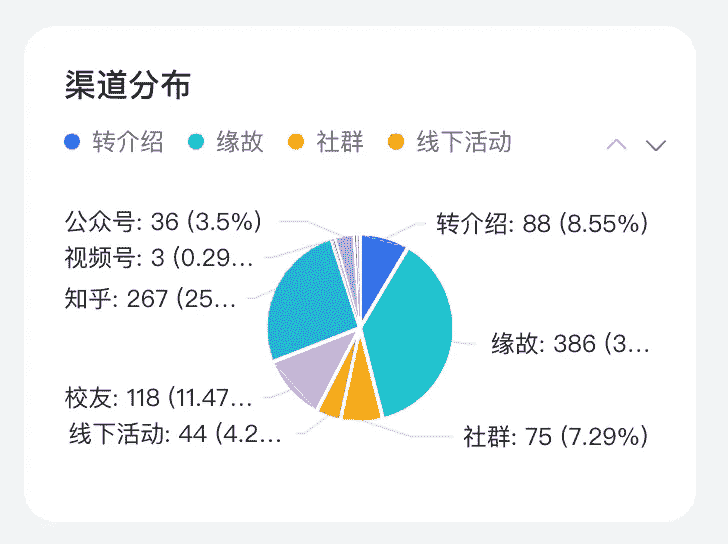 渠道分布
转介绍 缘故 社群 线下活动
公众号: 36 (3.5%)
转介绍: 88 (8.55%)
视频号: 3 (0.29...
知乎: 267 (25...
缘故: 386 (3...
校友: 118 (11.47...
线下活动: 44 (4.2...
社群: 75 (7.29%)